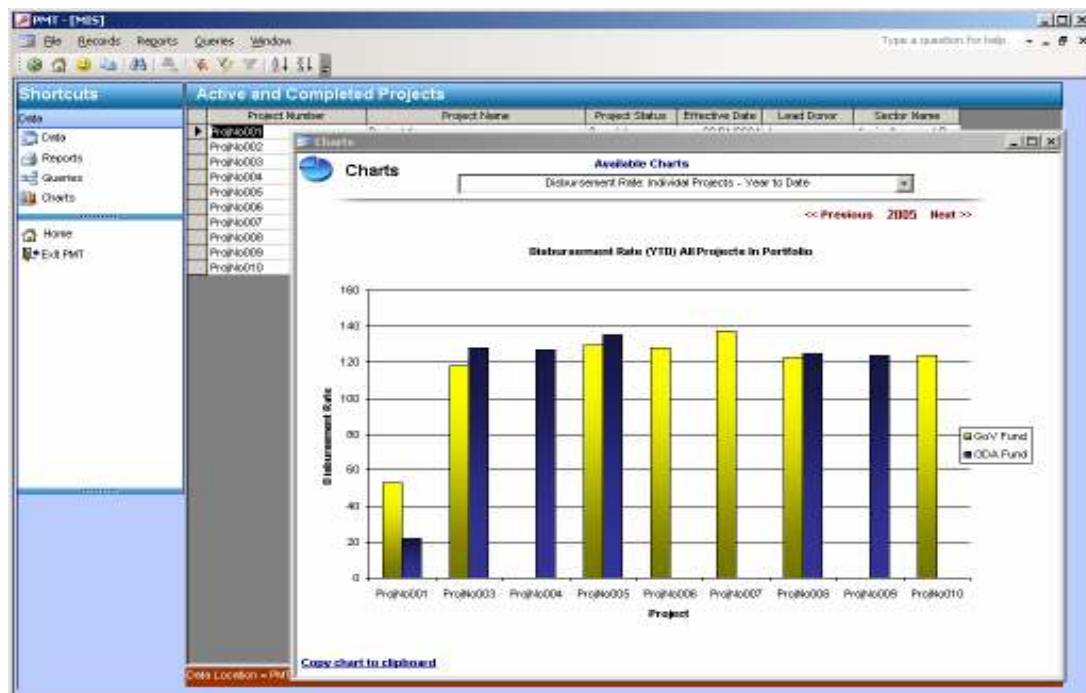 PMT - [MIS]
File Records Reports Queries Window
Type a question for help
Shortcuts
Active and Completed Projects
Data
Project Number Project Name Project Status Effective Date Lead Donor Sector Name
Data
Reports
Queries
Charts
Home
Exit PMT
ProjNo001
ProjNo002
ProjNo003
ProjNo004
ProjNo005
ProjNo006
ProjNo007
ProjNo008
ProjNo009
ProjNo010
Charts
Charts
Available Charts
Disbursement Rate: Individal Projects - Year to Date
<< Previous 2005 Next >>
Disbursement Rate (YTD) All Projects In Portfolio
160
140
120
100
80
60
40
20
0
Disbursement Rate
ProjNo001 ProjNo003 ProjNo004 ProjNo005 ProjNo006 ProjNo007 ProjNo008 ProjNo009 ProjNo010
Project
GoV Fund
ODA Fund
Copy chart to clipboard
Data Location = PMT